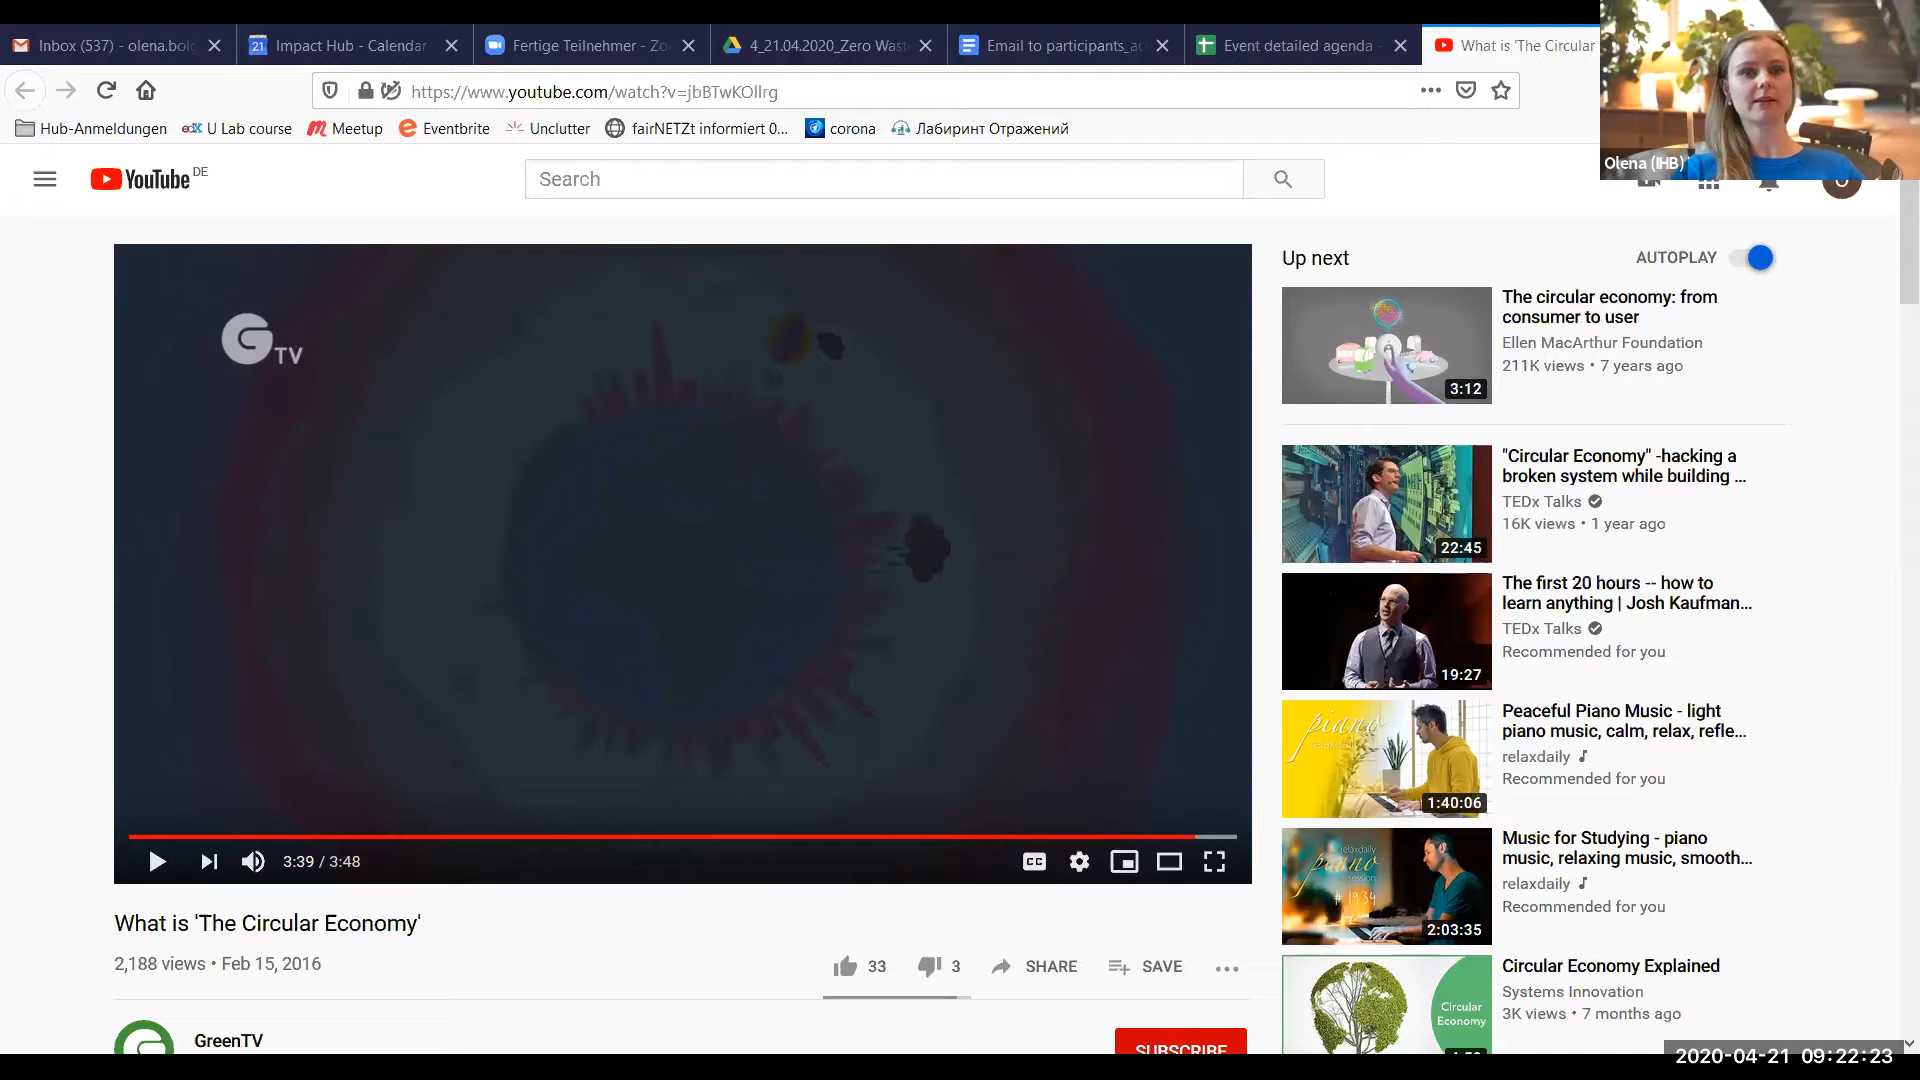 Inbox (537) - olena.bol
Impact Hub - Calendar
Fertige Teilnehmer - Zo
4_21.04.2020_Zero Wast
Email to participants_a
Event detailed agenda -
What is 'The Circular
https://www.youtube.com/watch?v=jbBTwKOllrg
Hub-Anmeldungen
edX U Lab course
Meetup
Eventbrite
Unclutter
fairNETZt informiert 0...
corona
Лабиринт Отражений
Olena (IHB)
YouTube DE
Search
G TV
3:39 / 3:48
What is 'The Circular Economy'
2,188 views • Feb 15, 2016
33
3
SHARE
SAVE
GreenTV
SUBSCRIBE
Up next
AUTOPLAY
3:12
The circular economy: from
consumer to user
Ellen MacArthur Foundation
211K views • 7 years ago
22:45
"Circular Economy" -hacking a
broken system while building ...
TEDx Talks
16K views • 1 year ago
19:27
The first 20 hours -- how to
learn anything | Josh Kaufman...
TEDx Talks
Recommended for you
piano
relaxdaily
1:40:06
Peaceful Piano Music - light
piano music, calm, relax, refle...
relaxdaily
Recommended for you
relaxdaily
piano
session
# 1934
2:03:35
Music for Studying - piano
music, relaxing music, smooth...
relaxdaily
Recommended for you
Circular
Economy
Circular Economy Explained
Systems Innovation
3K views • 7 months ago
2020-04-21 09:22:23